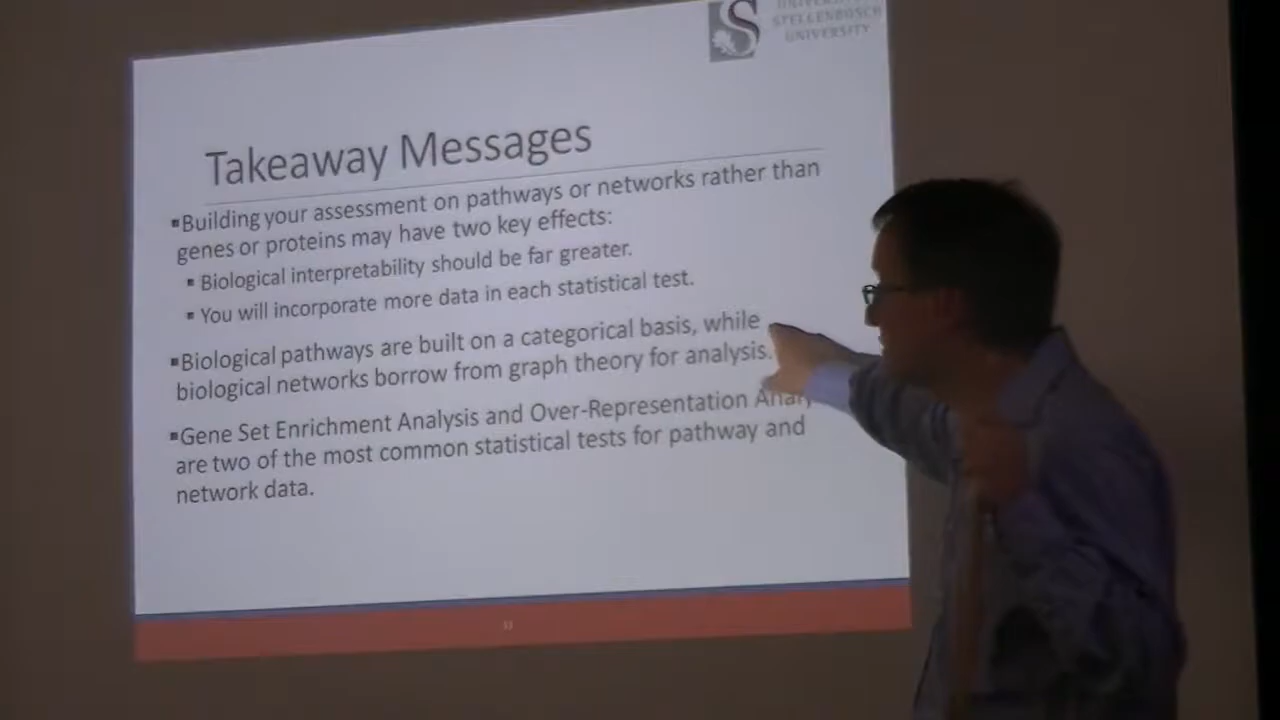 STELLENBOSCH
UNIVERSITY
Takeaway Messages
▪Building your assessment on pathways or networks rather than
genes or proteins may have two key effects:
▪ Biological interpretability should be far greater.
▪ You will incorporate more data in each statistical test.
▪Biological pathways are built on a categorical basis, while
biological networks borrow from graph theory for analysis.
▪Gene Set Enrichment Analysis and Over-Representation
are two of the most common statistical tests for pathway and
network data.